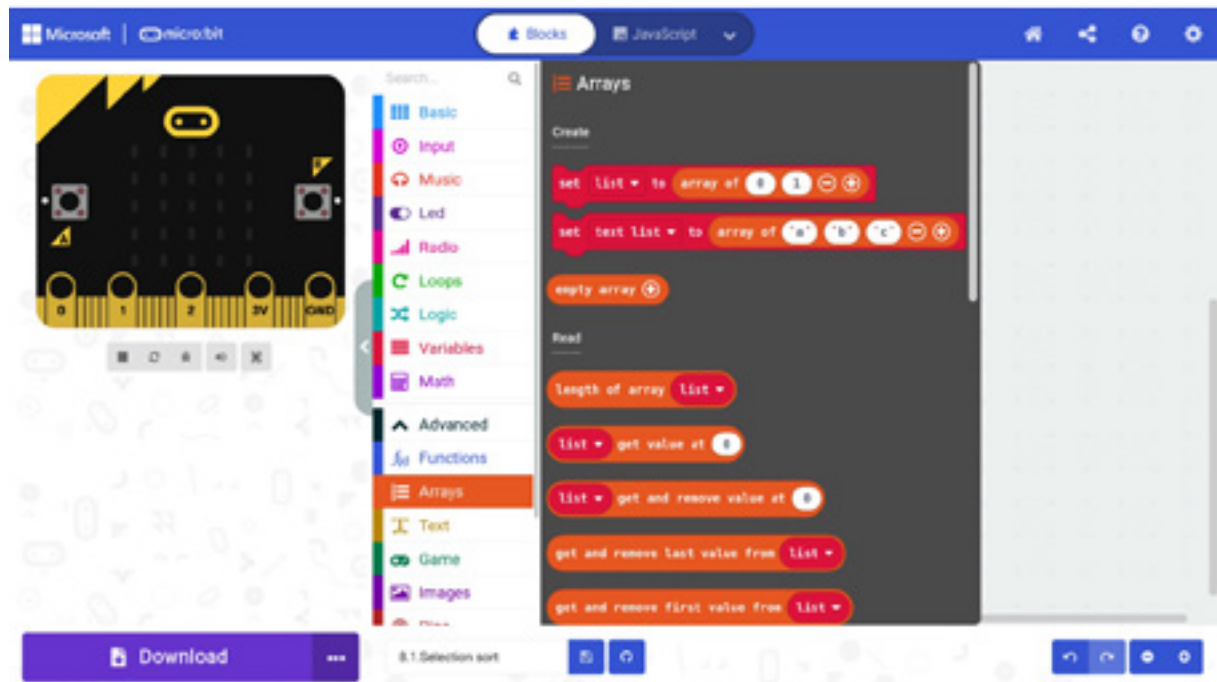 Microsoft | micro:bit
Blocks
JavaScript
Search...
Basic
Input
Music
Led
Radio
Loops
Logic
Variables
Math
Advanced
Functions
Arrays
Text
Game
Images
Arrays
Create
set list to array of 0 1
set text list to array of "a" "b" "c"
empty array
Read
length of array list
list get value at 0
list get and remove value at 0
get and remove last value from list
get and remove first value from list
B
A
0 1 2 3V GND
Download
8.1.Selection sort